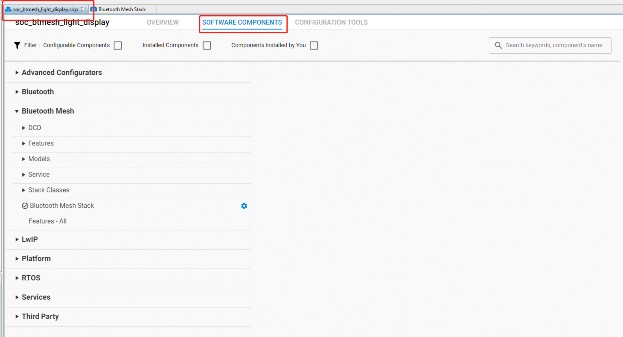 soc_btmesh_light_display.slcp
Bluetooth Mesh Stack
soc_btmesh_light_display
OVERVIEW
SOFTWARE COMPONENTS
CONFIGURATION TOOLS
Filter :
Configurable Components
Installed Components
Components Installed by You
Search keywords, component's name
Advanced Configurators
Bluetooth
Bluetooth Mesh
DCD
Features
Models
Service
Stack Classes
Bluetooth Mesh Stack
Features - All
LwIP
Platform
RTOS
Services
Third Party